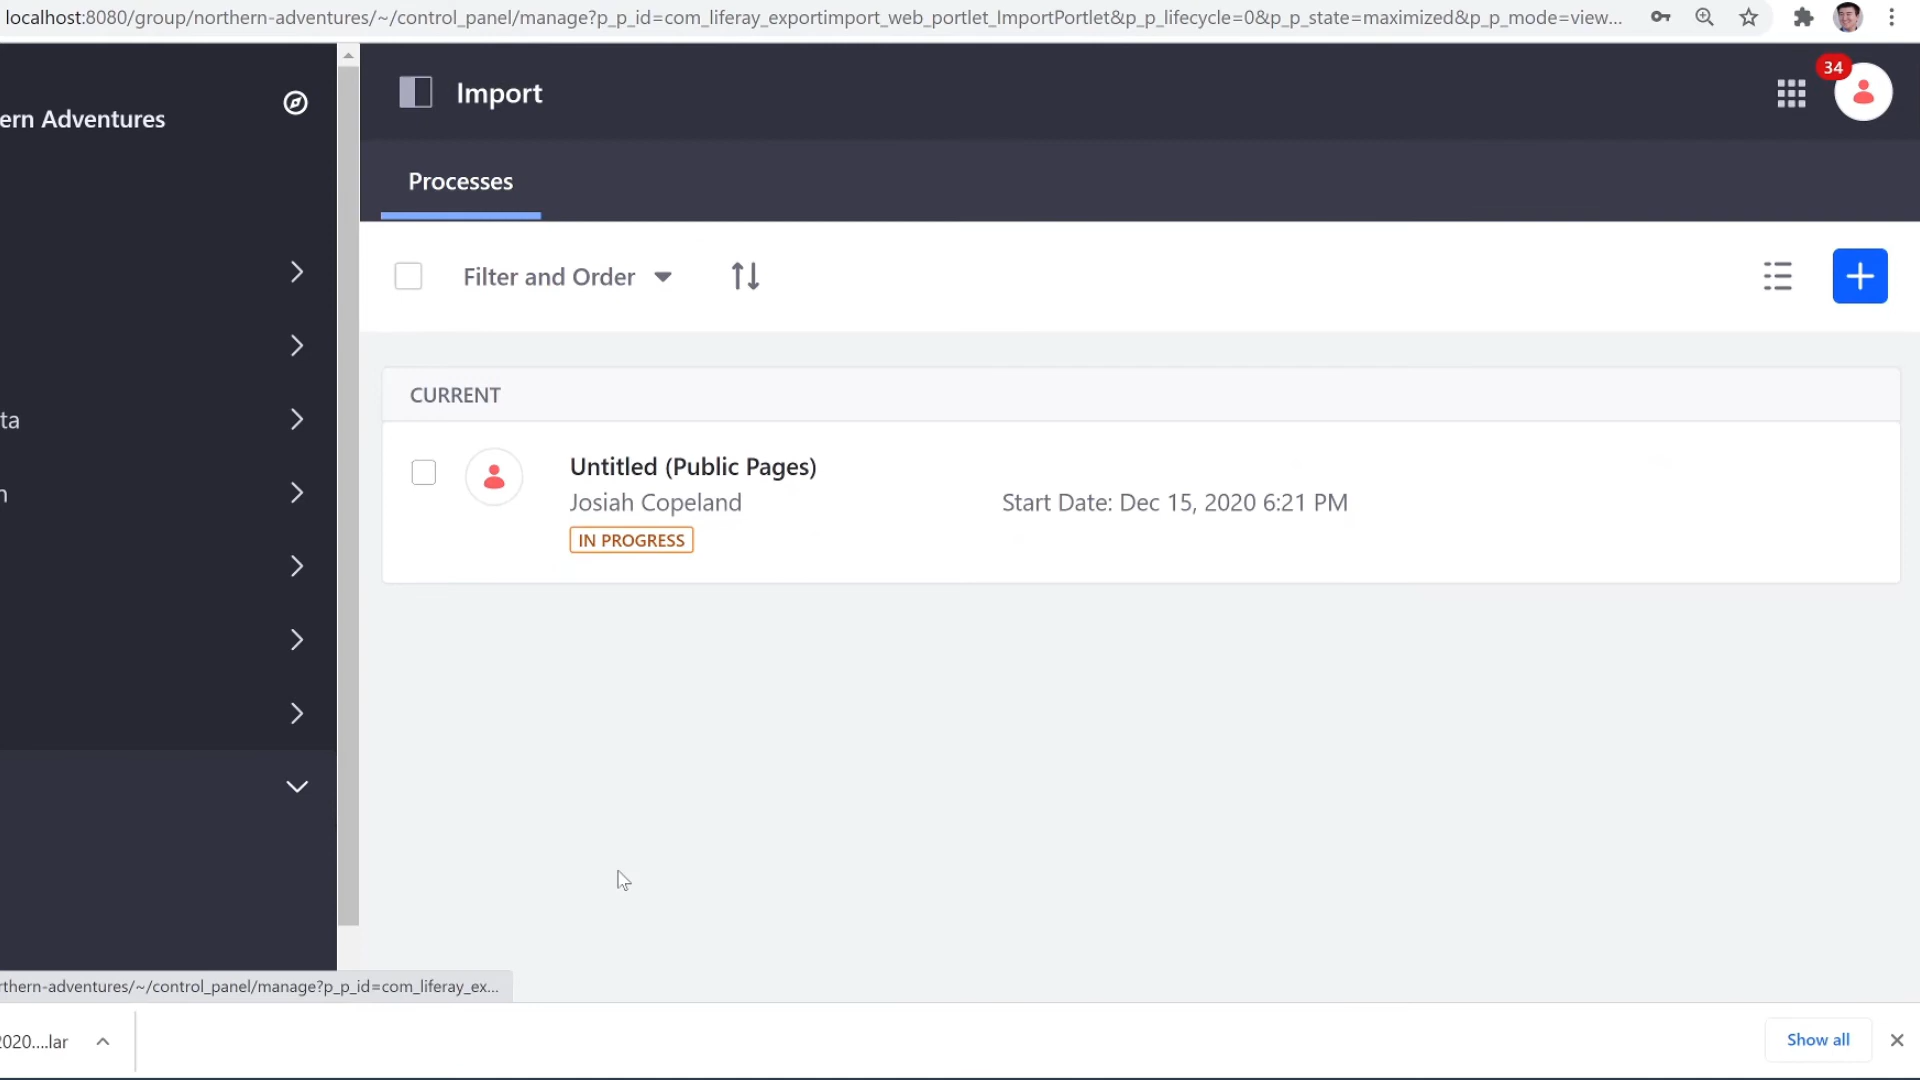 localhost:8080/group/northern-adventures/~/control_panel/manage?p_p_id=com_liferay_exportimport_web_portlet_ImportPortlet&p_p_lifecycle=0&p_p_state=maximized&p_p_mode=view...
ern Adventures
Import
34
Processes
Filter and Order
ta
n
CURRENT
Untitled (Public Pages)
Josiah Copeland
Start Date: Dec 15, 2020 6:21 PM
IN PROGRESS
rthern-adventures/~/control_panel/manage?p_p_id=com_liferay_ex...
2020....lar
Show all